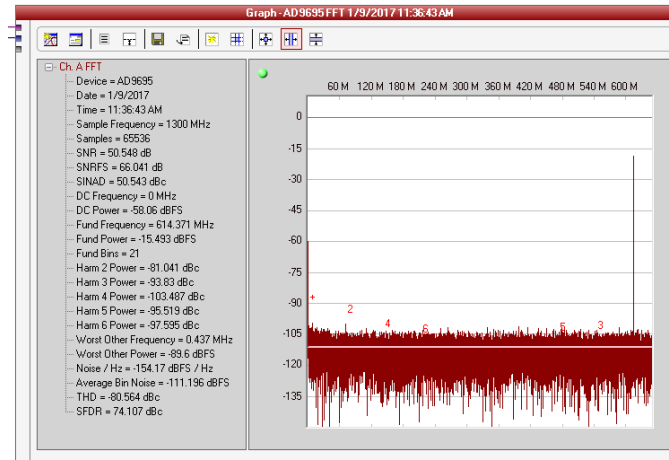 Graph - AD9695 FFT 1/9/2017 11:36:43 AM
Ch. A FFT
Device = AD9695
Date = 1/9/2017
Time = 11:36:43 AM
Sample Frequency = 1300 MHz
Samples = 65536
SNR = 50.548 dB
SNRFS = 66.041 dB
SINAD = 50.543 dBc
DC Frequency = 0 MHz
DC Power = -58.06 dBFS
Fund Frequency = 614.371 MHz
Fund Power = -15.493 dBFS
Fund Bins = 21
Harm 2 Power = -81.041 dBc
Harm 3 Power = -93.83 dBc
Harm 4 Power = -103.487 dBc
Harm 5 Power = -95.519 dBc
Harm 6 Power = -97.595 dBc
Worst Other Frequency = 0.437 MHz
Worst Other Power = -89.6 dBFS
Noise / Hz = -154.17 dBFS / Hz
Average Bin Noise = -111.196 dBFS
THD = -80.564 dBc
SFDR = 74.107 dBc
60 M 120 M 180 M 240 M 300 M 360 M 420 M 480 M 540 M 600 M
0
-15
-30
-45
-60
-75
-90
-105
-120
-135
+ 2 4 6 5 3